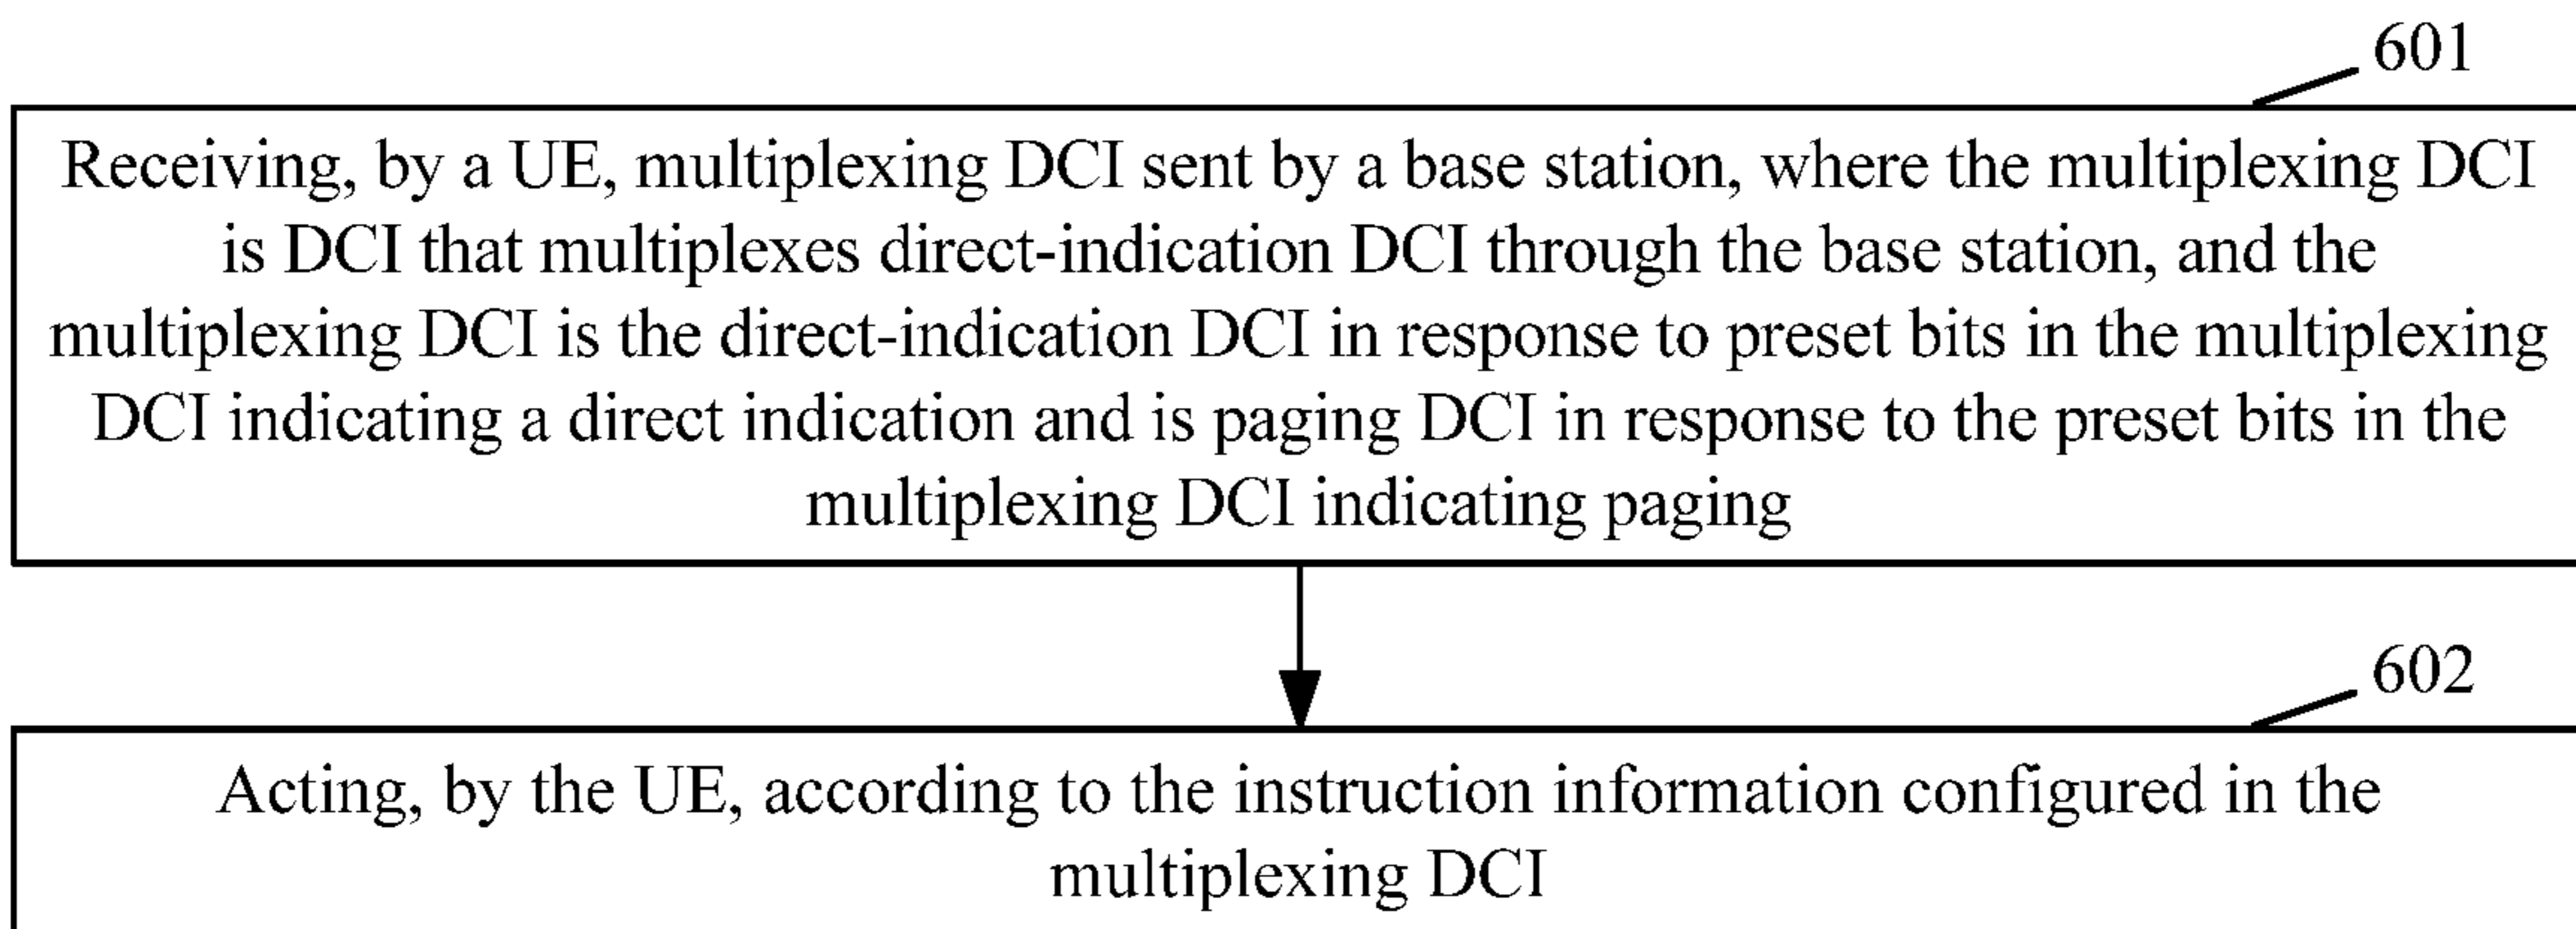 601
Receiving, by a UE, multiplexing DCI sent by a base station, where the multiplexing DCI
is DCI that multiplexes direct-indication DCI through the base station, and the
multiplexing DCI is the direct-indication DCI in response to preset bits in the multiplexing
DCI indicating a direct indication and is paging DCI in response to the preset bits in the
multiplexing DCI indicating paging
602
Acting, by the UE, according to the instruction information configured in the
multiplexing DCI